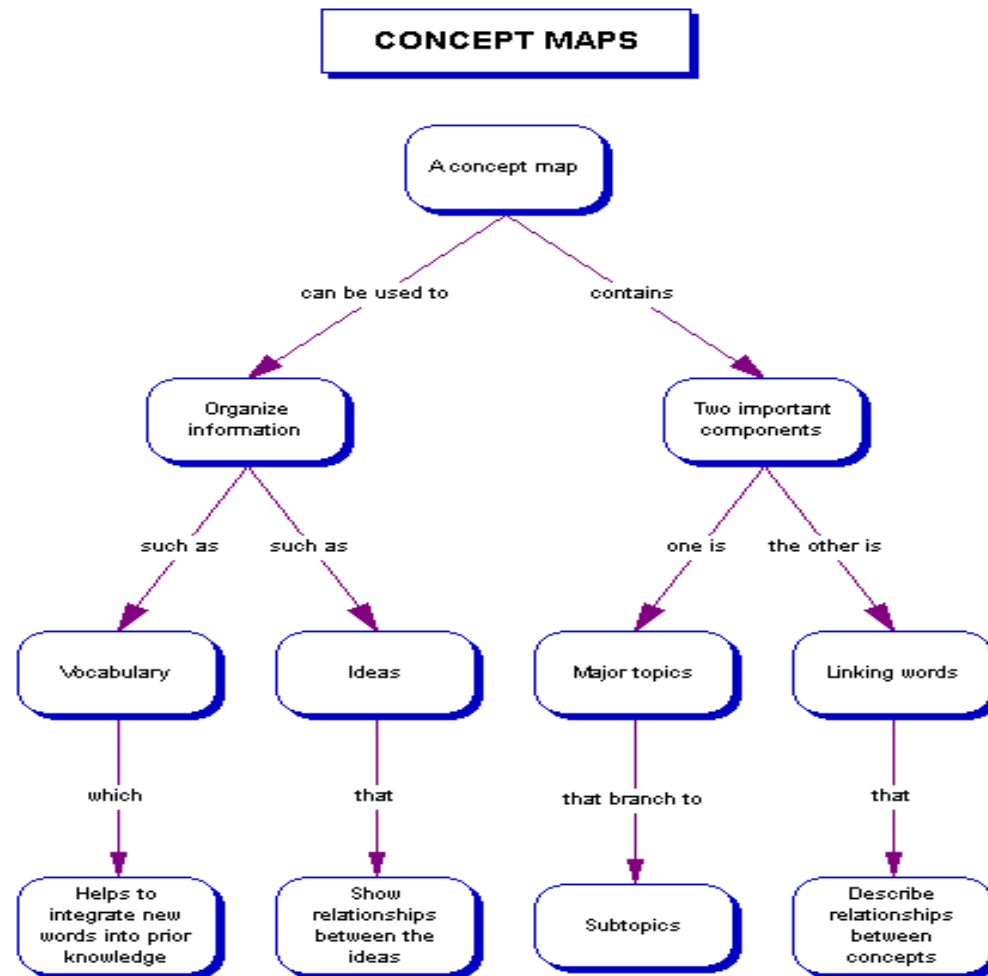 CONCEPT MAPS
A concept map
can be used to
contains
Organize
information
Two important
components
such as
such as
one is
the other is
Vocabulary
Ideas
Major topics
Linking words
which
that
that branch to
that
Helps to
integrate new
words into prior
knowledge
Show
relationships
between the
ideas
Subtopics
Describe
relationships
between
concepts